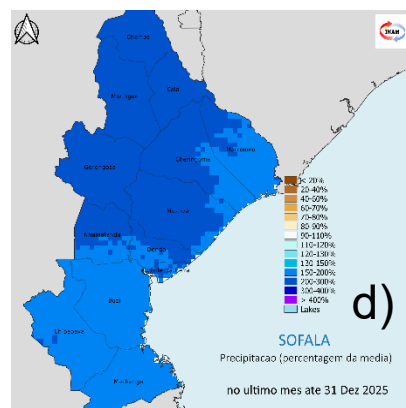 INAM
Chemba
Caia
Maringue
Marromeu
Cheringoma
Gorongosa
Muanza
Nhamatanda
Dondo
Buzi
Chibabava
Machanga
< 20%
20-40%
40-60%
60-70%
70-80%
80-90%
90-110%
110-120%
120-130%
130-150%
150-200%
200-300%
300-400%
> 400%
Lakes
d)
SOFALA
Precipitacao (percentagem da media)
no ultimo mes ate 31 Dez 2025